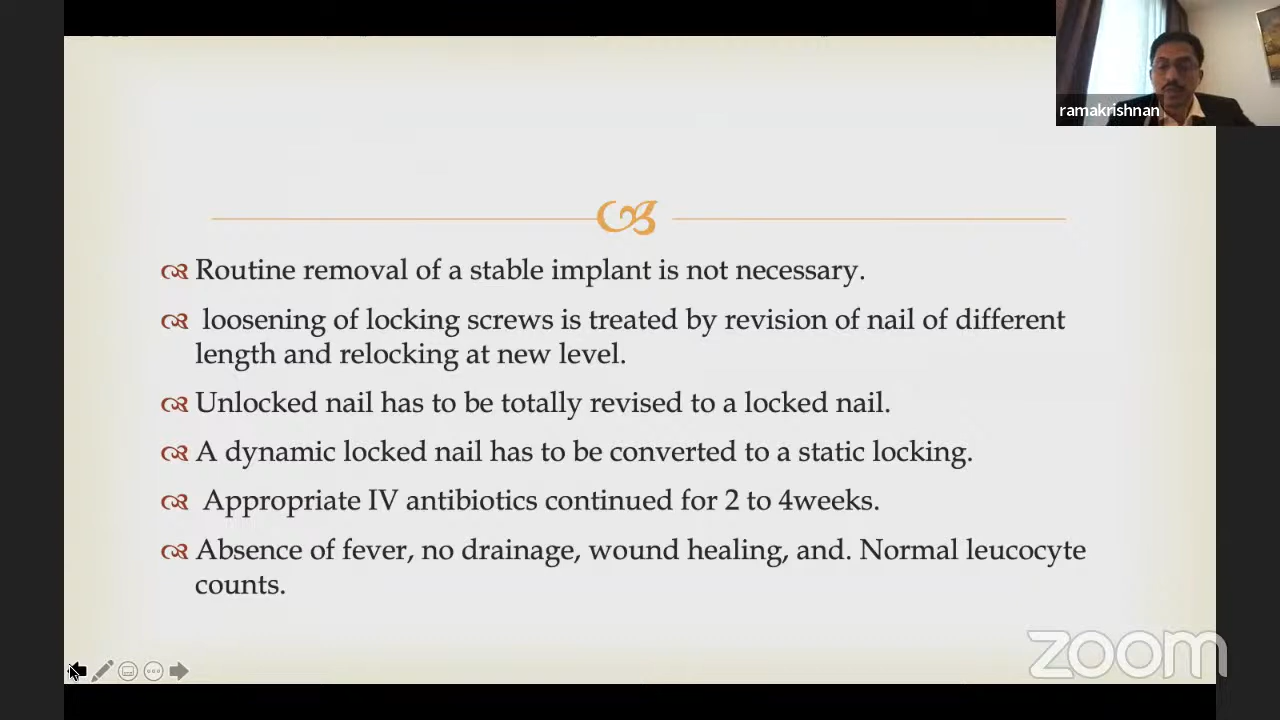 ramakrishnan
Routine removal of a stable implant is not necessary.
loosening of locking screws is treated by revision of nail of different
length and relocking at new level.
Unlocked nail has to be totally revised to a locked nail.
A dynamic locked nail has to be converted to a static locking.
Appropriate IV antibiotics continued for 2 to 4weeks.
Absence of fever, no drainage, wound healing, and. Normal leucocyte
counts.
zoom